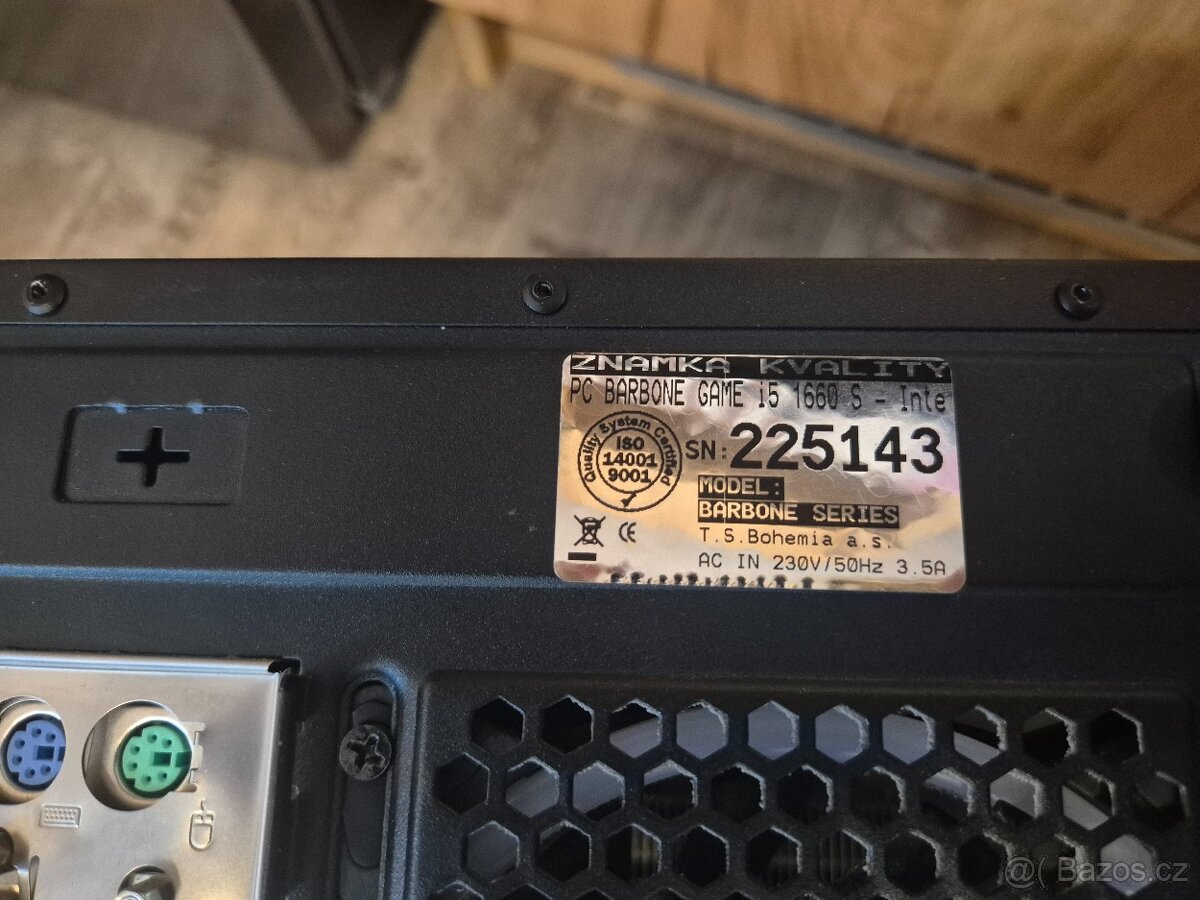 ZNAMKA KVALITY
PC BARBONE GAME i5 1660 S - Inte
Quality System Certified
ISO
14001
9001
SN: 225143
MODEL:
BARBONE SERIES
CE
T.S.Bohemia a.s.
AC IN 230V/50Hz 3.5A
@( Bazos.cz